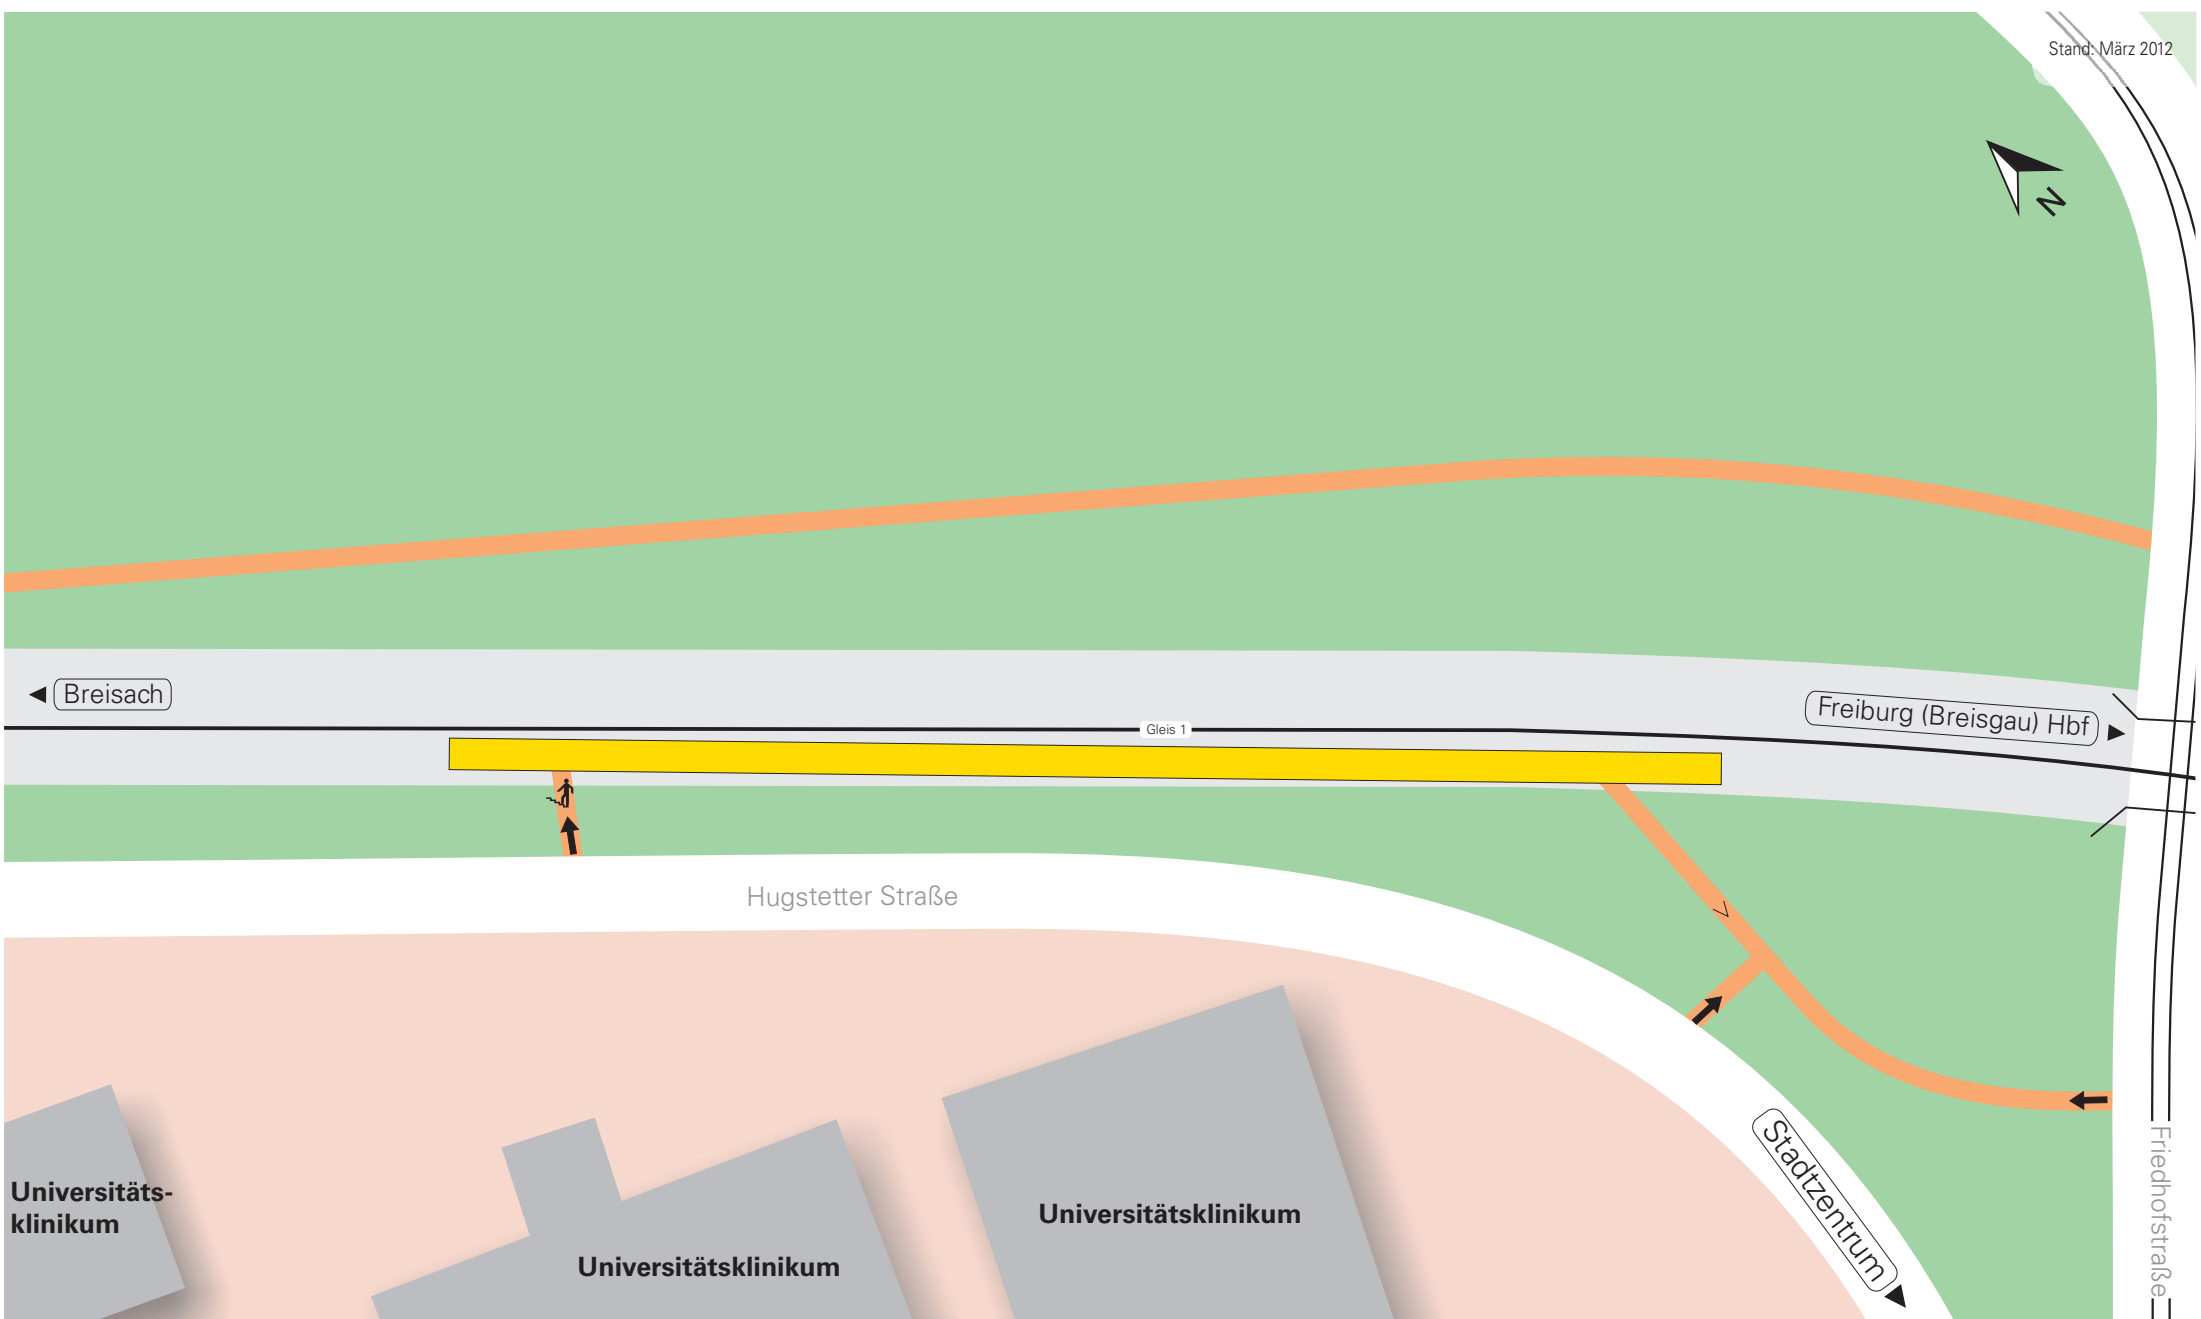 Stand: März 2012
N
Breisach
Freiburg (Breisgau) Hbf
Gleis 1
Hugstetter Straße
Stadtzentrum
Friedhofstraße
Universitäts-
klinikum
Universitätsklinikum
Universitätsklinikum